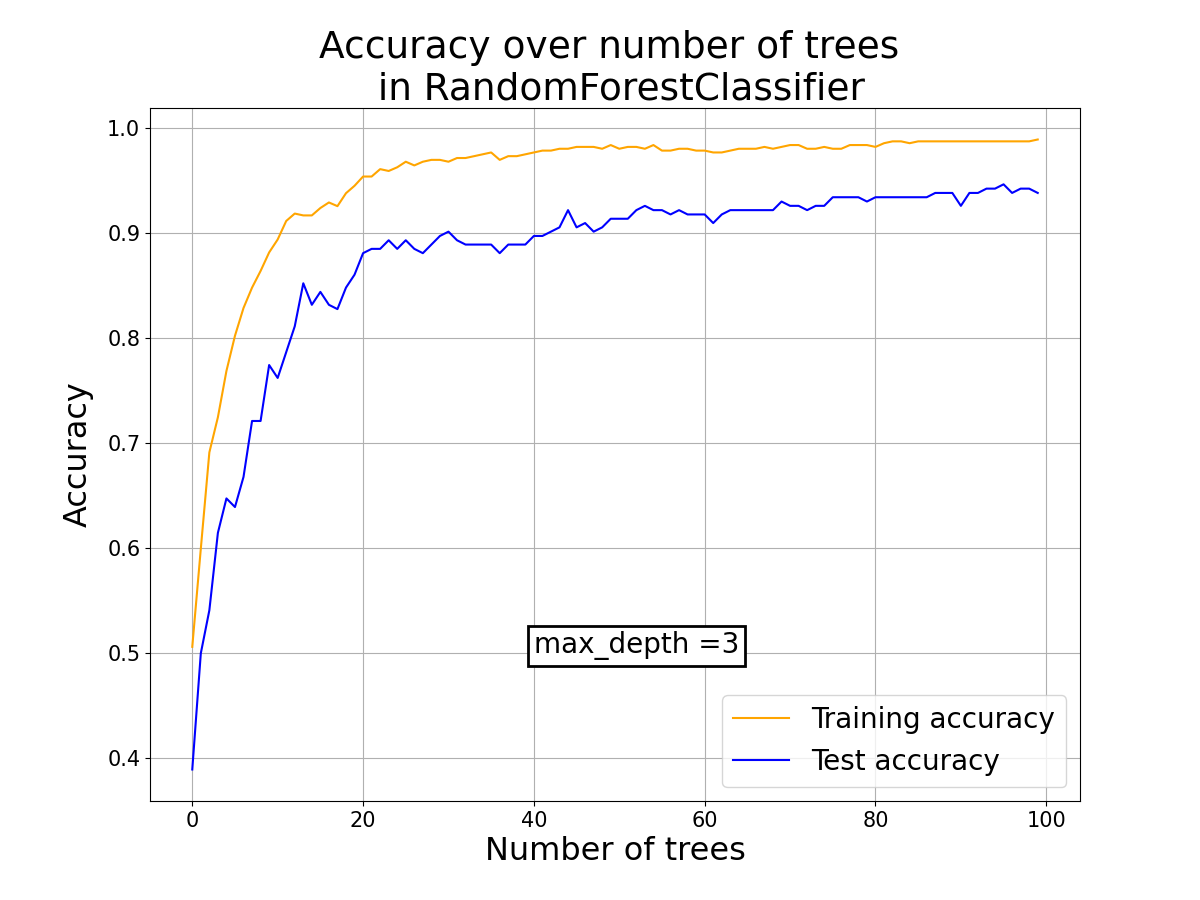 Accuracy over number of trees
in RandomForestClassifier
Accuracy
1.0
0.9
0.8
0.7
0.6
0.5
0.4
max_depth =3
Training accuracy
Test accuracy
0 20 40 60 80 100
Number of trees